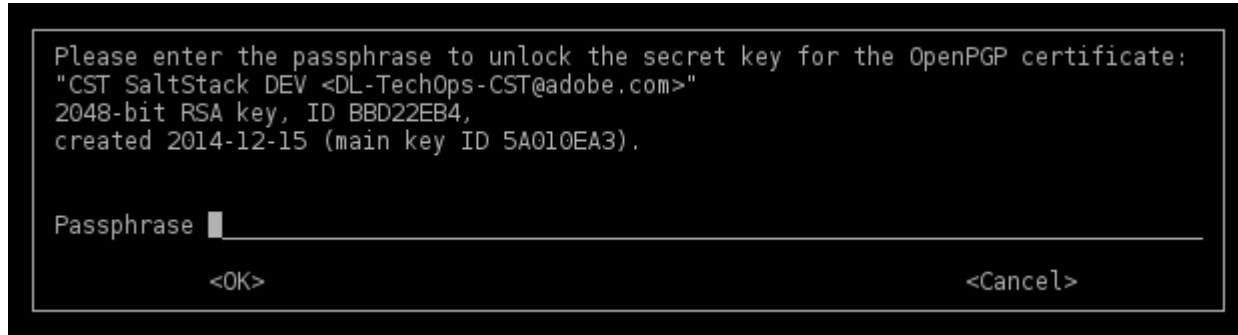 Please enter the passphrase to unlock the secret key for the OpenPGP certificate:
"CST SaltStack DEV <DL-TechOps-CST@adobe.com>"
2048-bit RSA key, ID BBD22EB4,
created 2014-12-15 (main key ID 5A010EA3).
Passphrase
<OK> <Cancel>